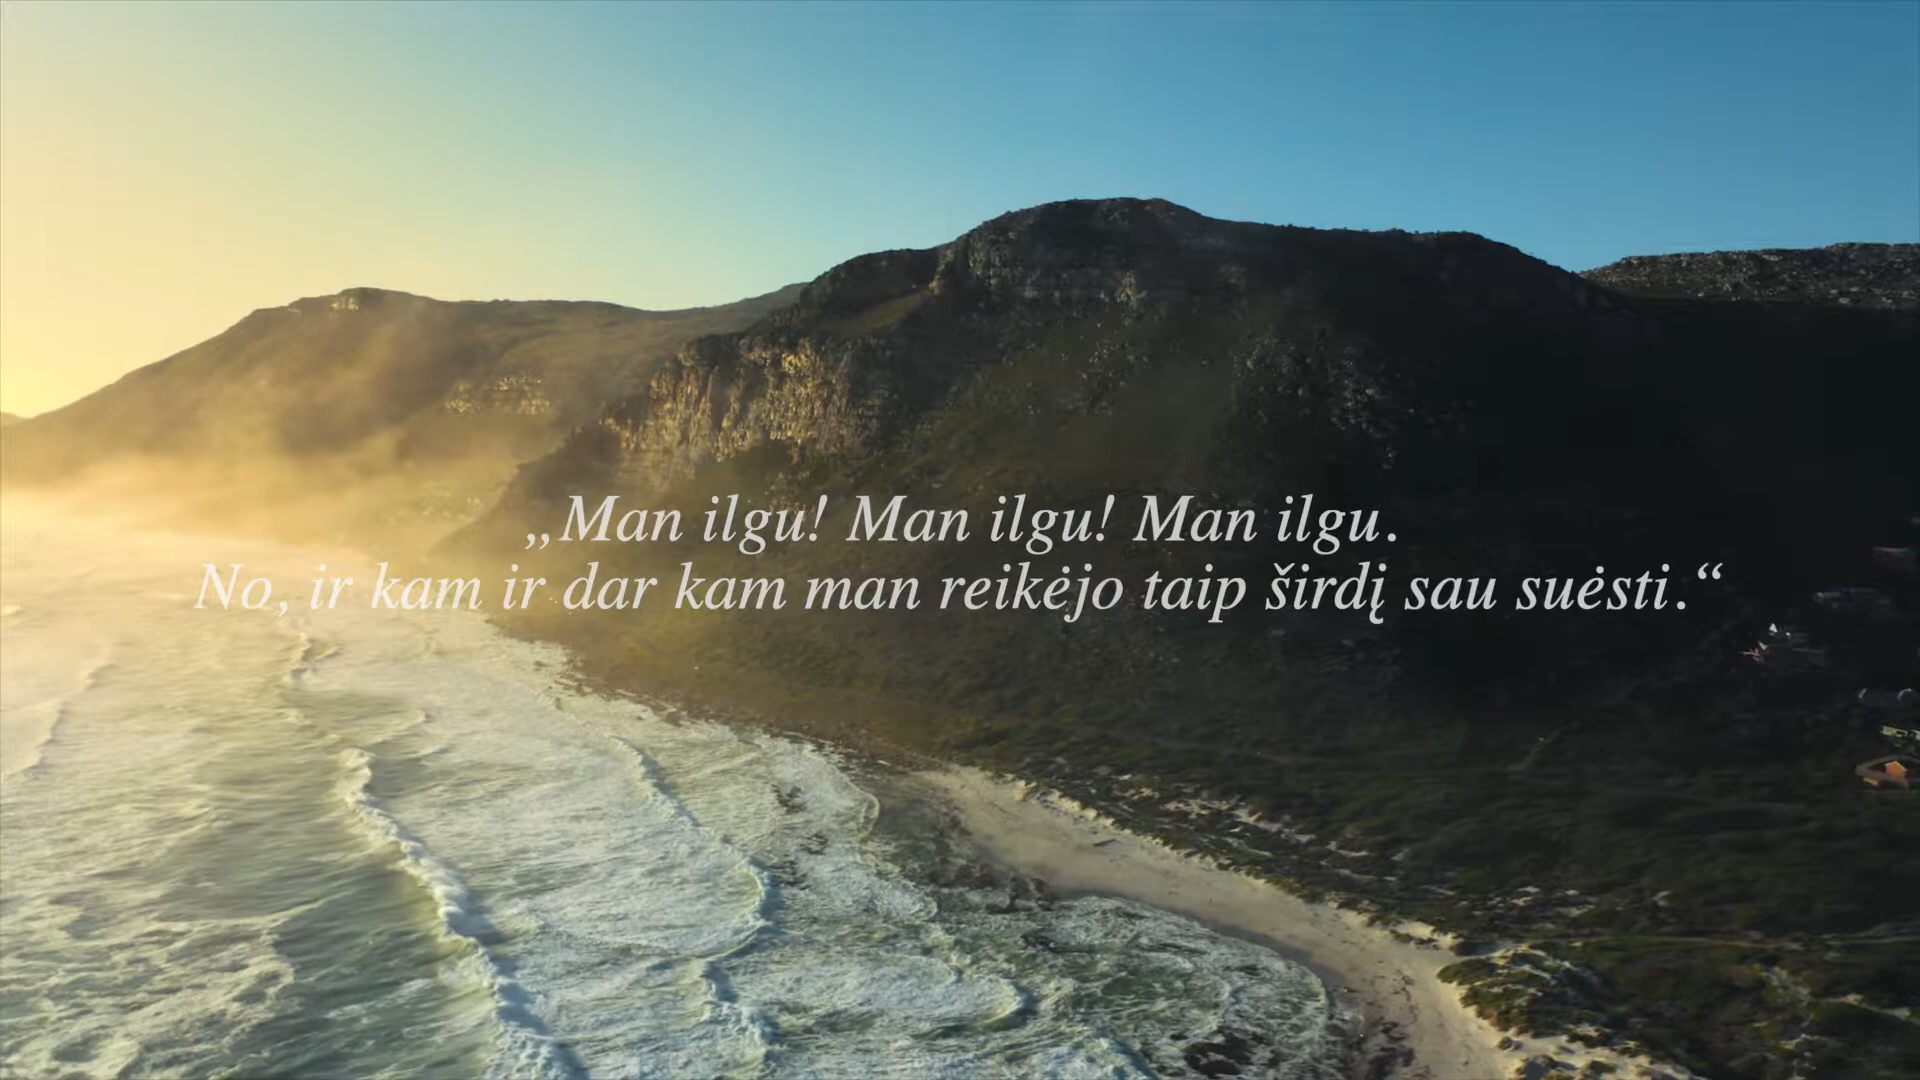 „Man ilgu! Man ilgu! Man ilgu.
No, ir kam ir dar kam man reikėjo taip širdį sau suėsti.“